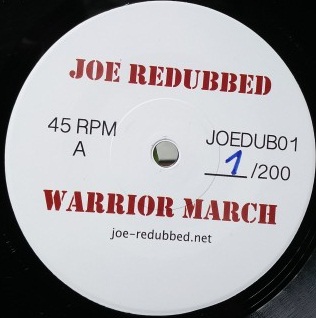 JOE REDUBBED
45 RPM
A
JOEDUB01
1/200
WARRIOR MARCH
joe-redubbed.net